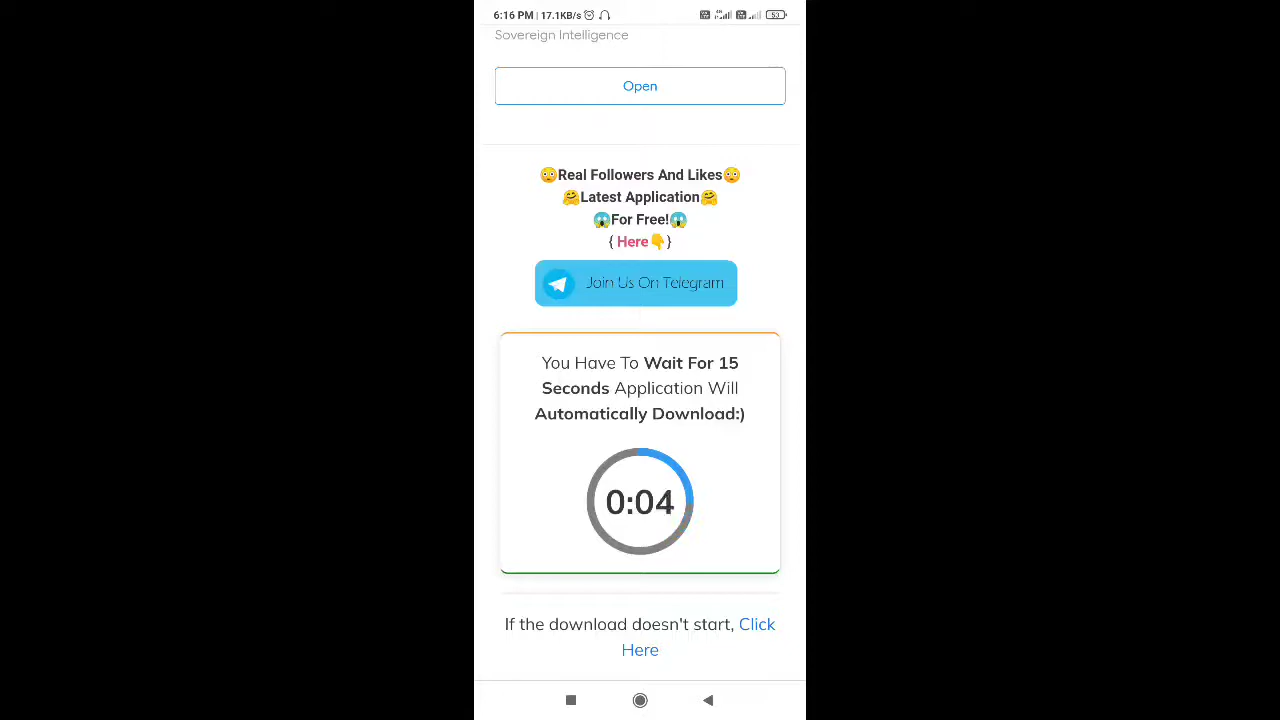 6:16 PM | 17.1KB/s
53
Sovereign Intelligence
Open
😳Real Followers And Likes😳
🤗Latest Application🤗
😱For Free!😱
{ Here👇}
Join Us On Telegram
You Have To Wait For 15
Seconds Application Will
Automatically Download:)
0:04
If the download doesn't start, Click
Here